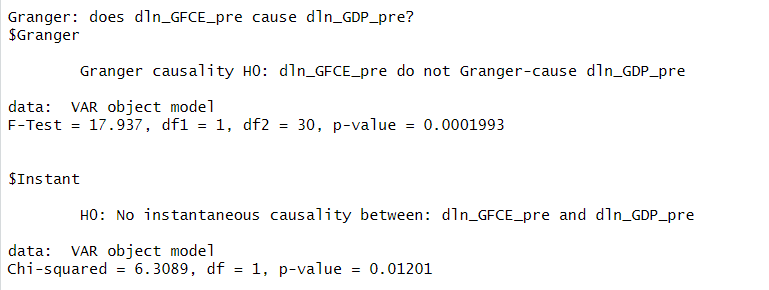 Granger: does dln_GFCE_pre cause dln_GDP_pre?
$Granger
Granger causality H0: dln_GFCE_pre do not Granger-cause dln_GDP_pre
data:  VAR object model
F-Test = 17.937, df1 = 1, df2 = 30, p-value = 0.0001993
$Instant
H0: No instantaneous causality between: dln_GFCE_pre and dln_GDP_pre
data:  VAR object model
Chi-squared = 6.3089, df = 1, p-value = 0.01201